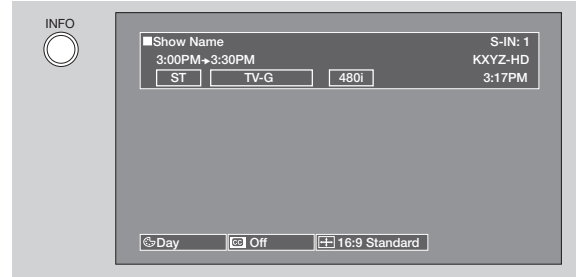 INFO
■Show Name S-IN: 1
3:00PM➔3:30PM KXYZ-HD
ST TV-G 480i 3:17PM
Day CC Off 16:9 Standard